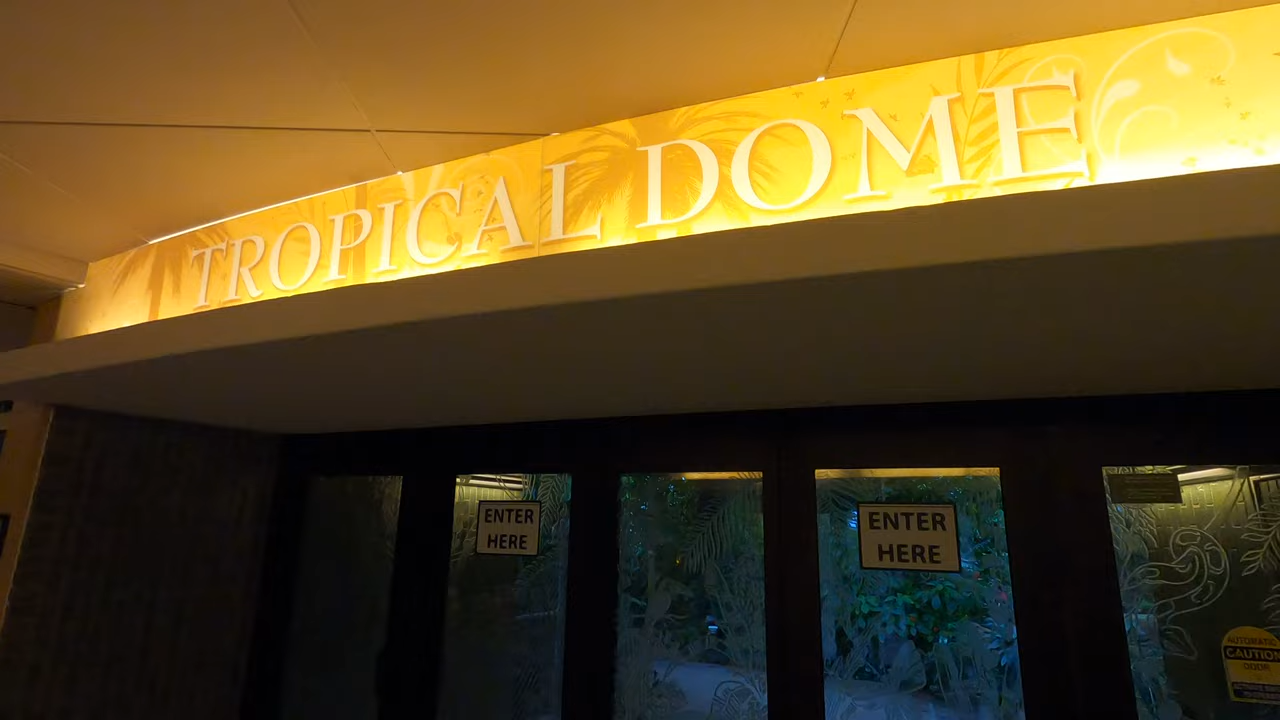 TROPICAL DOME
ENTER
HERE
ENTER
HERE
AUTOMATIC
CAUTION
DOOR